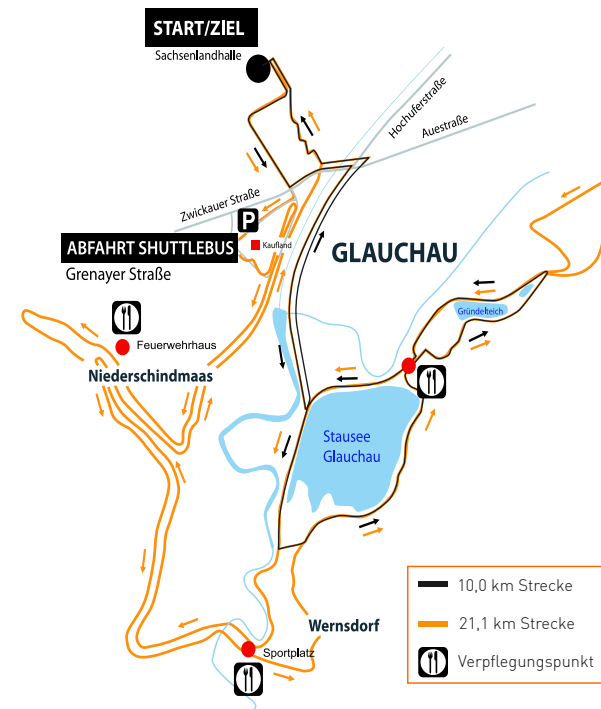 START/ZIEL
Sachsenlandhalle
Hochuferstraße
Auestraße
Zwickauer Straße
P
Kaufland
ABFAHRT SHUTTLEBUS
Grenayer Straße
GLAUCHAU
Gründelteich
Feuerwehrhaus
Niederschindmaas
Stausee
Glauchau
Wernsdorf
Sportplatz
10,0 km Strecke
21,1 km Strecke
Verpflegungspunkt